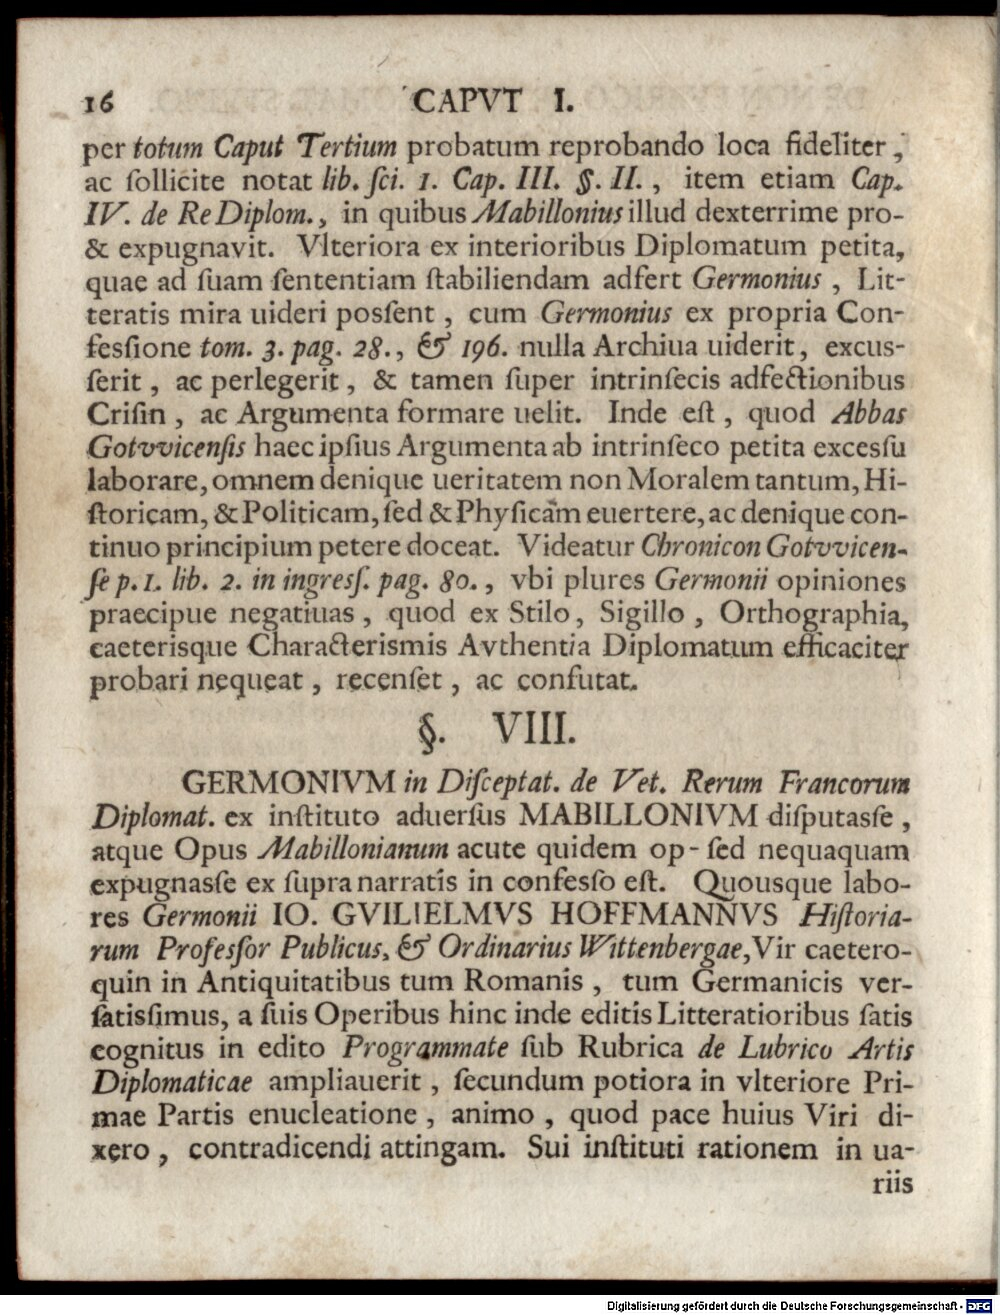 16 CAPVT I.
per totum Caput Tertium probatum reprobando loca fideliter,
ac ſollicite notat lib. ſci. 1. Cap. III. §. II., item etiam Cap.
IV. de Re Diplom., in quibus Mabillonius illud dexterrime pro-
& expugnavit. Vlteriora ex interioribus Diplomatum petita,
quae ad ſuam ſententiam ſtabiliendam adfert Germonius, Lit-
teratis mira uideri posſent, cum Germonius ex propria Con-
fesſione tom. 3. pag. 28., & 196. nulla Archiua uiderit, excus-
ſerit, ac perlegerit, & tamen ſuper intrinſecis adfectionibus
Criſin, ac Argumenta formare uelit. Inde eſt, quod Abbas
Gotvvicenſis haec ipſius Argumenta ab intrinſeco petita excesſu
laborare, omnem denique ueritatem non Moralem tantum, Hi-
ſtoricam, & Politicam, ſed & Phyſicam euertere, ac denique con-
tinuo principium petere doceat. Videatur Chronicon Gotvvicen-
ſe p. 1. lib. 2. in ingreſſ. pag. 80., vbi plures Germonii opiniones
praecipue negatiuas, quod ex Stilo, Sigillo, Orthographia,
caeterisque Characterismis Avthentia Diplomatum efficaciter
probari nequeat, recenſet, ac confutat.
§. VIII.
GERMONIVM in Diſceptat. de Vet. Rerum Francorum
Diplomat. ex inſtituto aduerſus MABILLONIVM diſputasſe,
atque Opus Mabillonianum acute quidem op- ſed nequaquam
expugnasſe ex ſupra narratis in confesſo eſt. Quousque labo-
res Germonii IO. GVILIELMVS HOFFMANNVS Hiſtoria-
rum Profesſor Publicus, & Ordinarius Wittenbergae, Vir caetero-
quin in Antiquitatibus tum Romanis, tum Germanicis ver-
ſatisſimus, a ſuis Operibus hinc inde editis Litteratioribus ſatis
cognitus in edito Programmate ſub Rubrica de Lubrico Artis
Diplomaticae ampliauerit, ſecundum potiora in vlteriore Pri-
mae Partis enucleatione, animo, quod pace huius Viri di-
xero, contradicendi attingam. Sui inſtituti rationem in ua-
riis
Digitalisierung gefördert durch die Deutsche Forschungsgemeinschaft - DFG